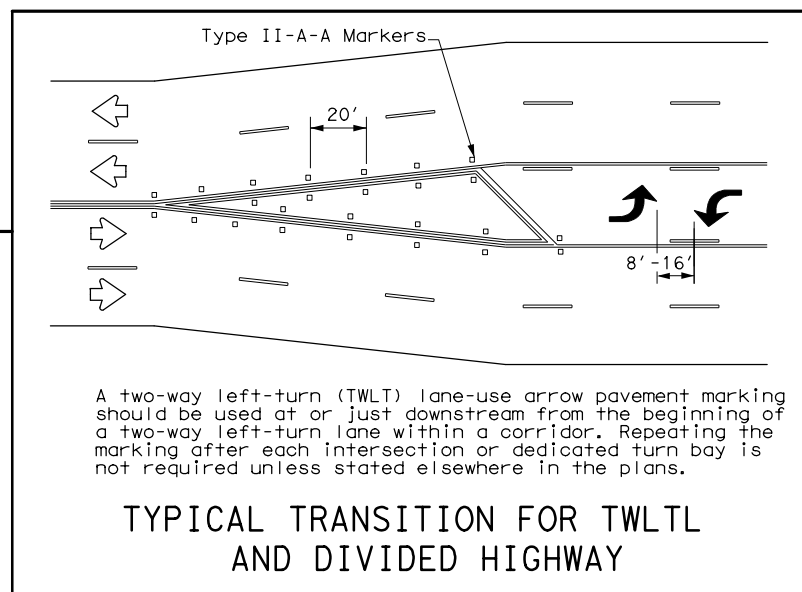 Type II-A-A Markers
20'
8'-16'
A two-way left-turn (TWLT) lane-use arrow pavement marking
should be used at or just downstream from the beginning of
a two-way left-turn lane within a corridor. Repeating the
marking after each intersection or dedicated turn bay is
not required unless stated elsewhere in the plans.
TYPICAL TRANSITION FOR TWLTL
AND DIVIDED HIGHWAY